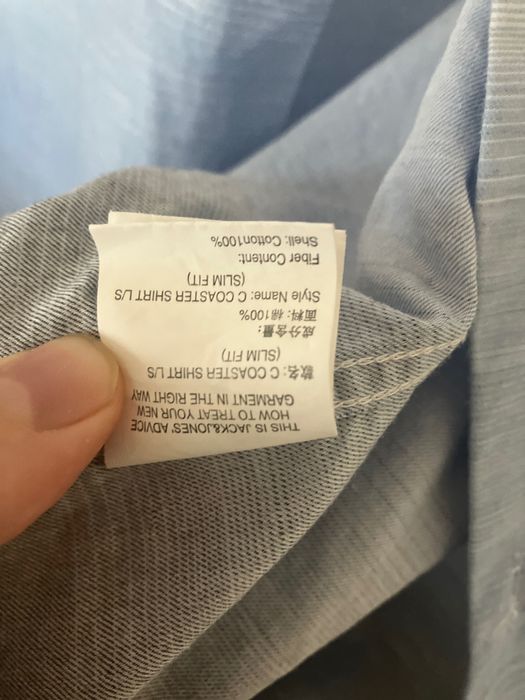 THIS IS JACK&JONES' ADVICE
HOW TO TREAT YOUR NEW
GARMENT IN THE RIGHT WAY
款名: C COASTER SHIRT L/S
(SLIM FIT)
成分含量:
面料: 棉100%
Style Name: C COASTER SHIRT L/S
(SLIM FIT)
Fiber Content:
Shell: Cotton100%